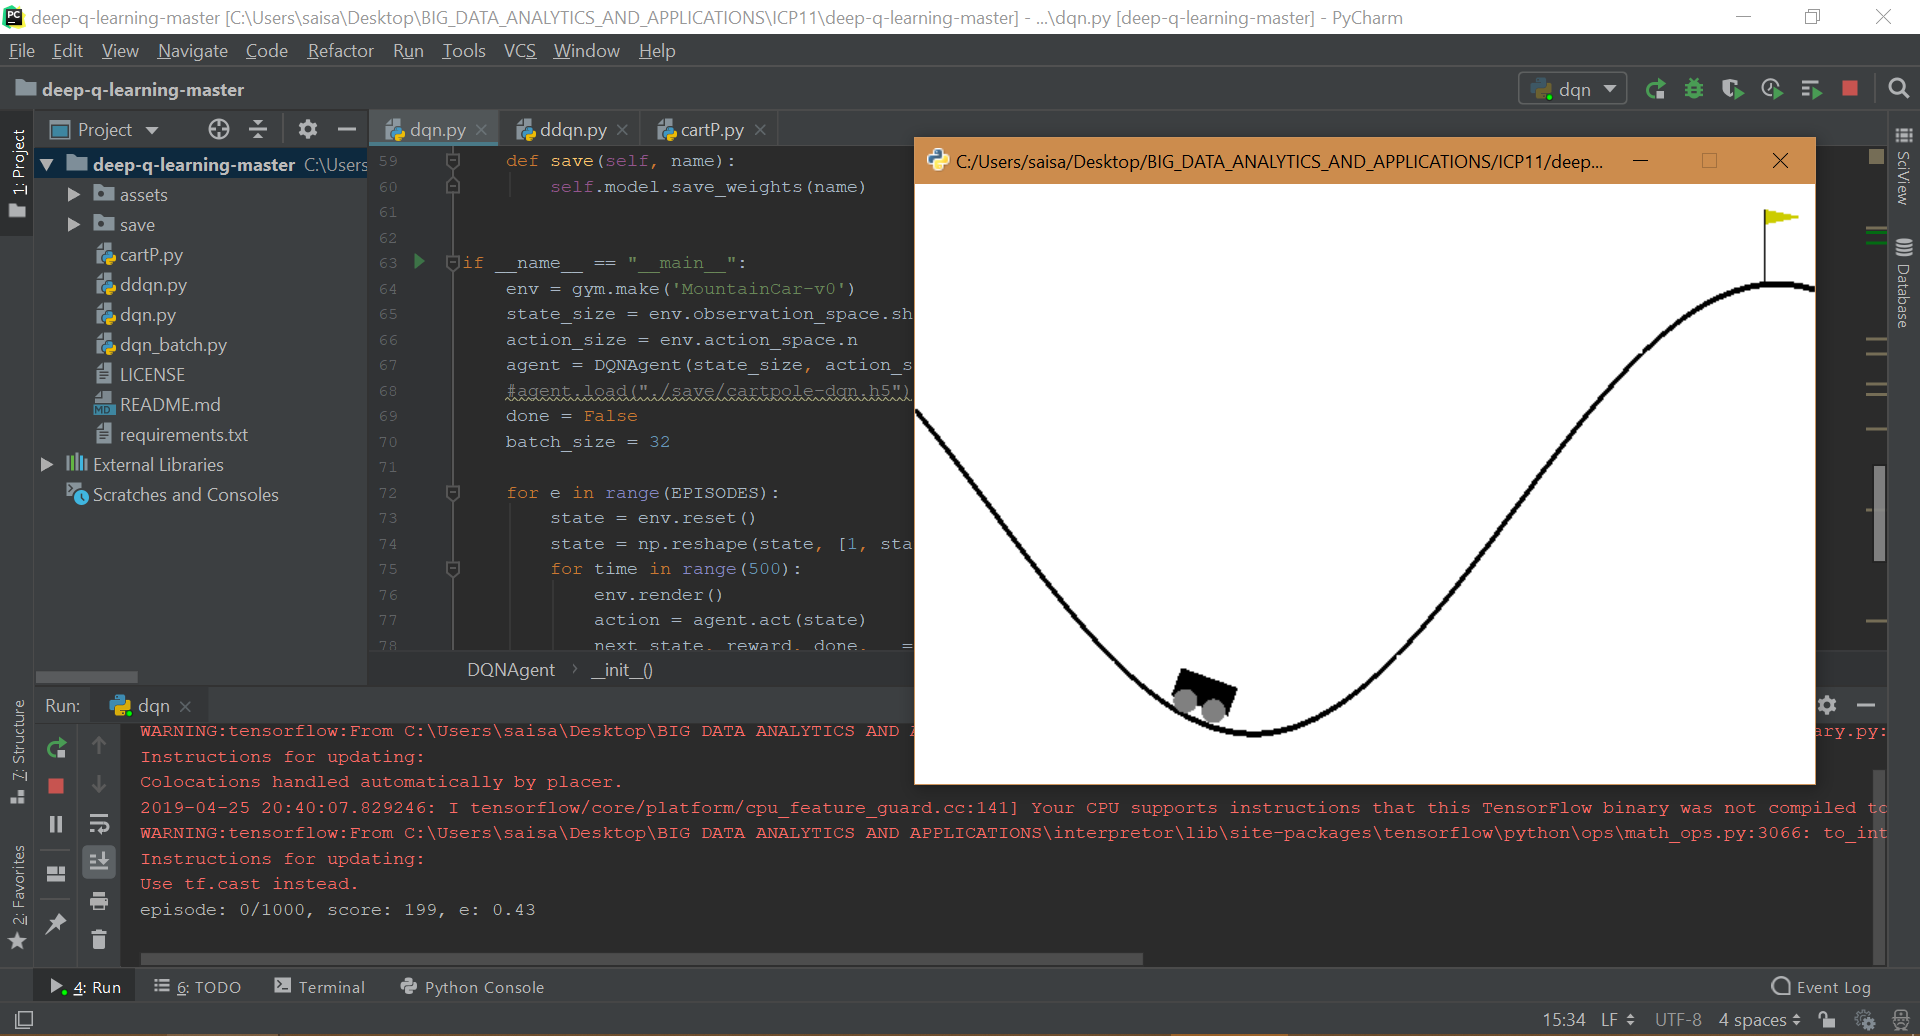 deep-q-learning-master [C:\Users\saisa\Desktop\BIG_DATA_ANALYTICS_AND_APPLICATIONS\ICP11\deep-q-learning-master] - ...\dqn.py [deep-q-learning-master] - PyCharm
File Edit View Navigate Code Refactor Run Tools VCS Window Help
deep-q-learning-master
dqn
1: Project
Project
deep-q-learning-master C:\Users
assets
save
cartP.py
ddqn.py
dqn.py
dqn_batch.py
LICENSE
README.md
requirements.txt
External Libraries
Scratches and Consoles
dqn.py ddqn.py cartP.py
59 def save(self, name):
60 self.model.save_weights(name)
61
62
63 if __name__ == "__main__":
64 env = gym.make('MountainCar-v0')
65 state_size = env.observation_space.sh
66 action_size = env.action_space.n
67 agent = DQNAgent(state_size, action_s
68 #agent.load("./save/cartpole-dqn.h5")
69 done = False
70 batch_size = 32
71
72 for e in range(EPISODES):
73 state = env.reset()
74 state = np.reshape(state, [1, sta
75 for time in range(500):
76 env.render()
77 action = agent.act(state)
78 next_state, reward, done, _ =
DQNAgent > __init__()
C:/Users/saisa/Desktop/BIG_DATA_ANALYTICS_AND_APPLICATIONS/ICP11/deep...
SciView
Database
7: Structure
2: Favorites
Run: dqn
WARNING:tensorflow:From C:\Users\saisa\Desktop\BIG_DATA_ANALYTICS_AND_A
ary.py:
Instructions for updating:
Colocations handled automatically by placer.
2019-04-25 20:40:07.829246: I tensorflow/core/platform/cpu_feature_guard.cc:141] Your CPU supports instructions that this TensorFlow binary was not compiled to
WARNING:tensorflow:From C:\Users\saisa\Desktop\BIG_DATA_ANALYTICS_AND_APPLICATIONS\interpretor\lib\site-packages\tensorflow\python\ops\math_ops.py:3066: to_int
Instructions for updating:
Use tf.cast instead.
episode: 0/1000, score: 199, e: 0.43
4: Run 6: TODO Terminal Python Console Event Log
15:34 LF UTF-8 4 spaces